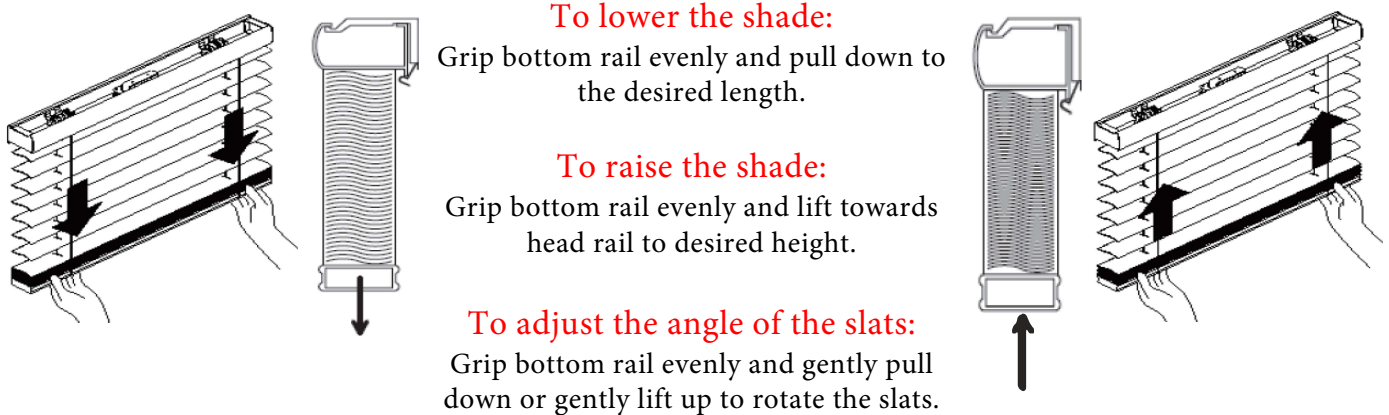 To lower the shade:
Grip bottom rail evenly and pull down to
the desired length.
To raise the shade:
Grip bottom rail evenly and lift towards
head rail to desired height.
To adjust the angle of the slats:
Grip bottom rail evenly and gently pull
down or gently lift up to rotate the slats.